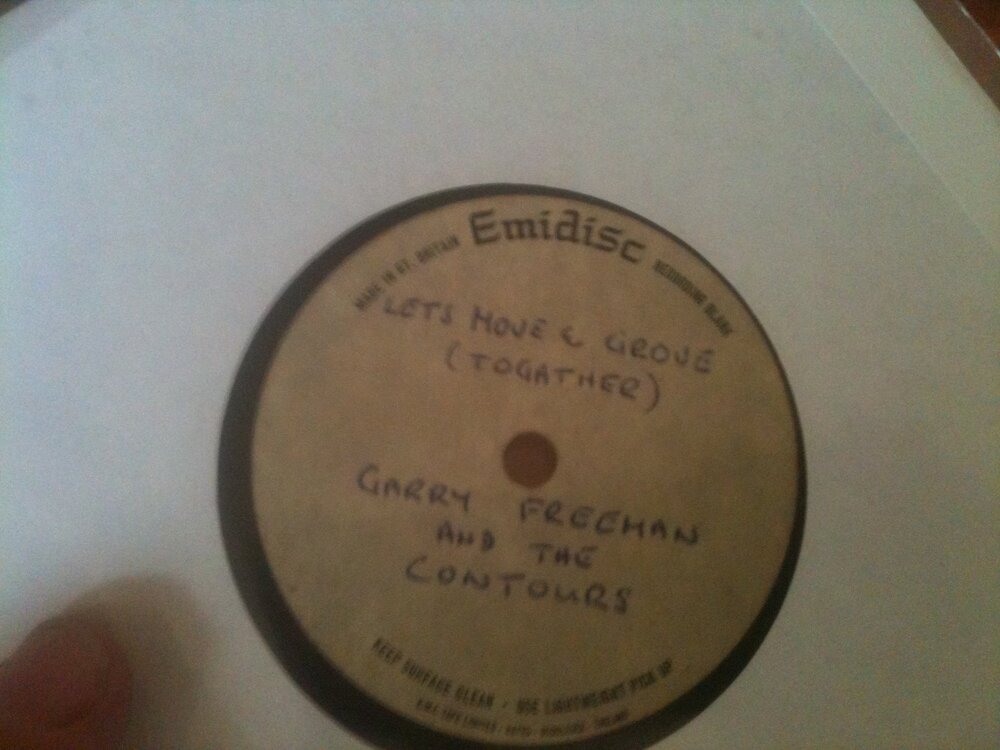 Emidisc
MADE IN GT. BRITAIN
RECORDING BLANK
LETS MOVE & GROVE
(TOGATHER)
GARRY FREEMAN
AND THE
CONTOURS
KEEP SURFACE CLEAN - USE LIGHTWEIGHT PICK UP